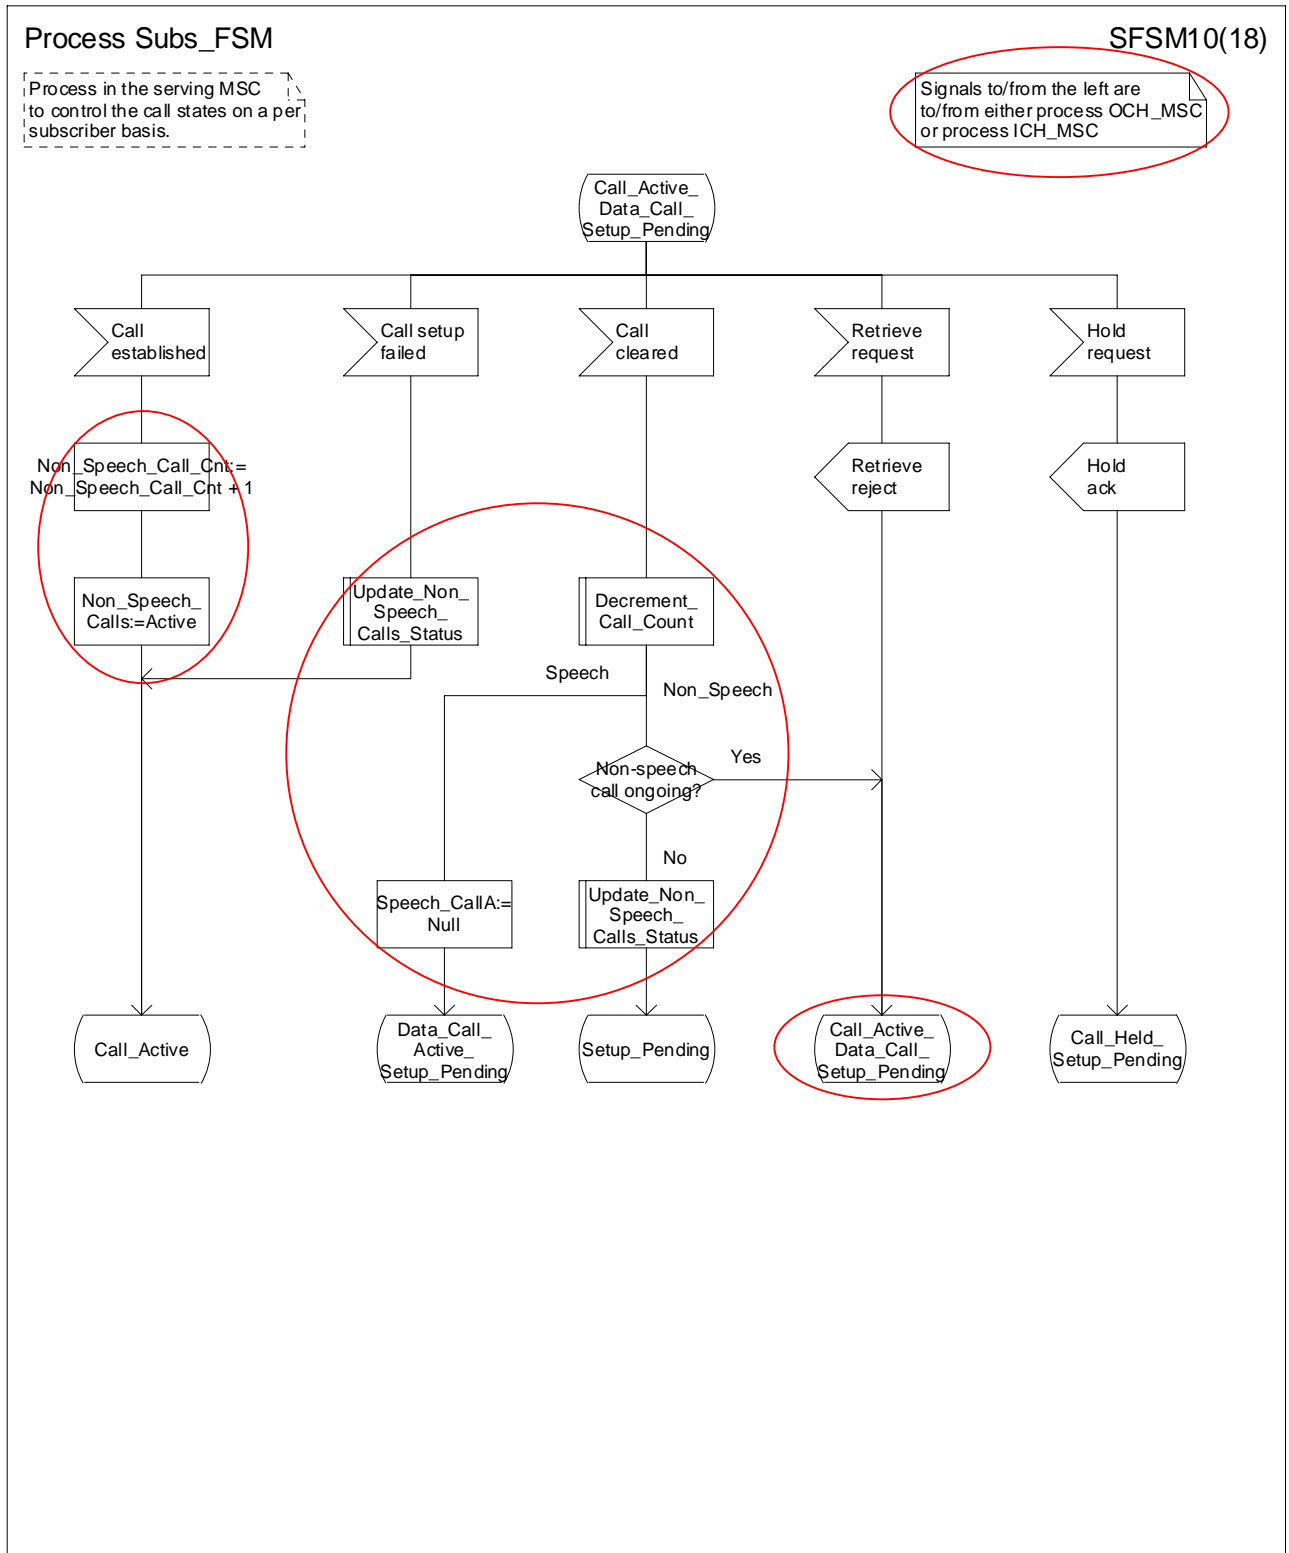 Process Subs_FSM
SFSM10(18)
Process in the serving MSC
to control the call states on a per
subscriber basis.
Signals to/from the left are
to/from either process OCH_MSC
or process ICH_MSC
Call_Active_
Data_Call_
Setup_Pending
Call
established
Call setup
failed
Call
cleared
Retrieve
request
Hold
request
Non_Speech_Call_Cnt:=
Non_Speech_Call_Cnt + 1
Retrieve
reject
Hold
ack
Non_Speech_
Calls:=Active
Update_Non_
Speech_
Calls_Status
Decrement_
Call_Count
Speech
Non_Speech
Non-speech
call ongoing?
Yes
No
Speech_CallA:=
Null
Update_Non_
Speech_
Calls_Status
Call_Active
Data_Call_
Active_
Setup_Pending
Setup_Pending
Call_Active_
Data_Call_
Setup_Pending
Call_Held_
Setup_Pending